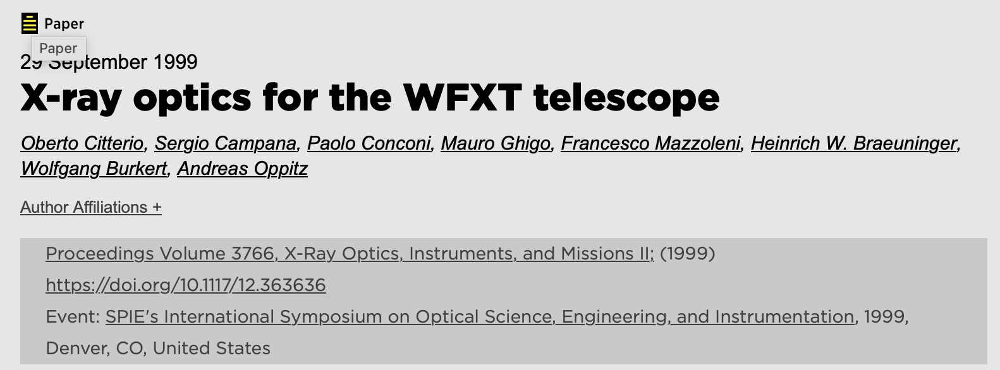 Paper
Paper
29 September 1999
X-ray optics for the WFXT telescope
Oberto Citterio, Sergio Campana, Paolo Conconi, Mauro Ghigo, Francesco Mazzoleni, Heinrich W. Braeuninger,
Wolfgang Burkert, Andreas Oppitz
Author Affiliations +
Proceedings Volume 3766, X-Ray Optics, Instruments, and Missions II; (1999)
https://doi.org/10.1117/12.363636
Event: SPIE's International Symposium on Optical Science, Engineering, and Instrumentation, 1999,
Denver, CO, United States